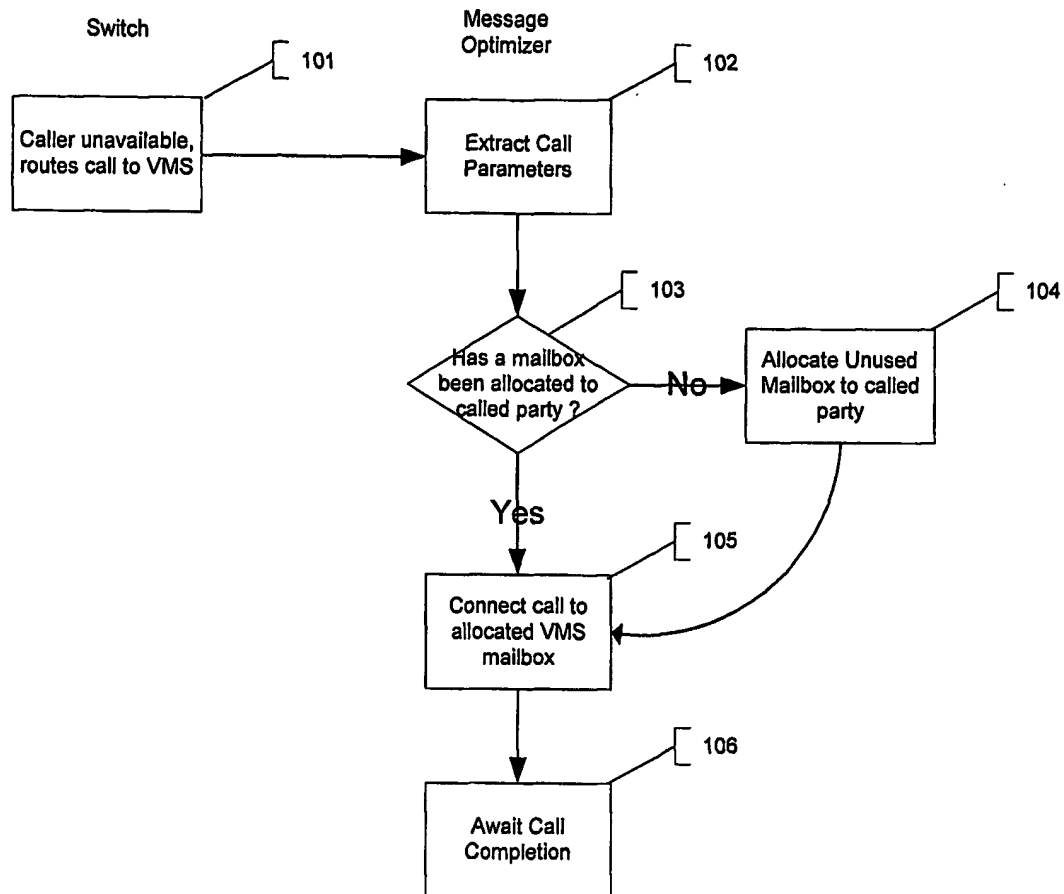 Switch
Message
Optimizer
101
102
Caller unavailable,
routes call to VMS
Extract Call
Parameters
103
104
Has a mailbox
been allocated to
called party ?
No
Allocate Unused
Mailbox to called
party
Yes
105
Connect call to
allocated VMS
mailbox
106
Await Call
Completion